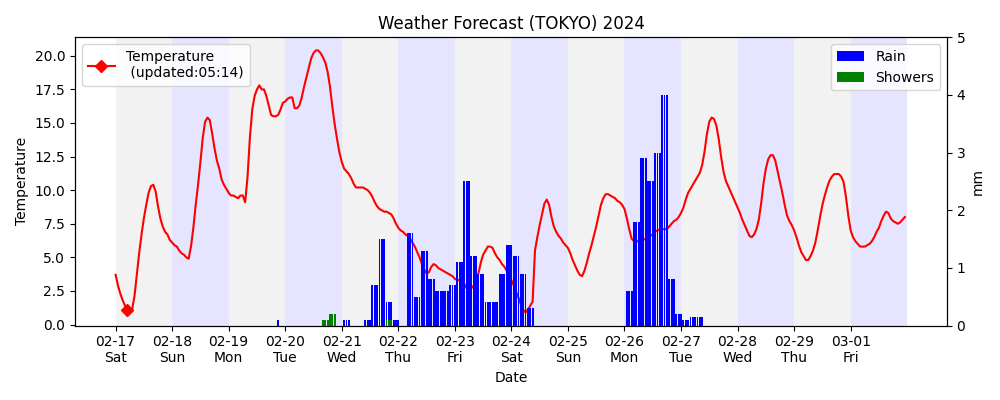 Weather Forecast (TOKYO) 2024
Temperature
(updated:05:14)
Rain
Showers
Temperature
20.0
17.5
15.0
12.5
10.0
7.5
5.0
2.5
0.0
5
4
3
2
1
0
mm
02-17 02-18 02-19 02-20 02-21 02-22 02-23 02-24 02-25 02-26 02-27 02-28 02-29 03-01
Sat Sun Mon Tue Wed Thu Fri Sat Sun Mon Tue Wed Thu Fri
Date